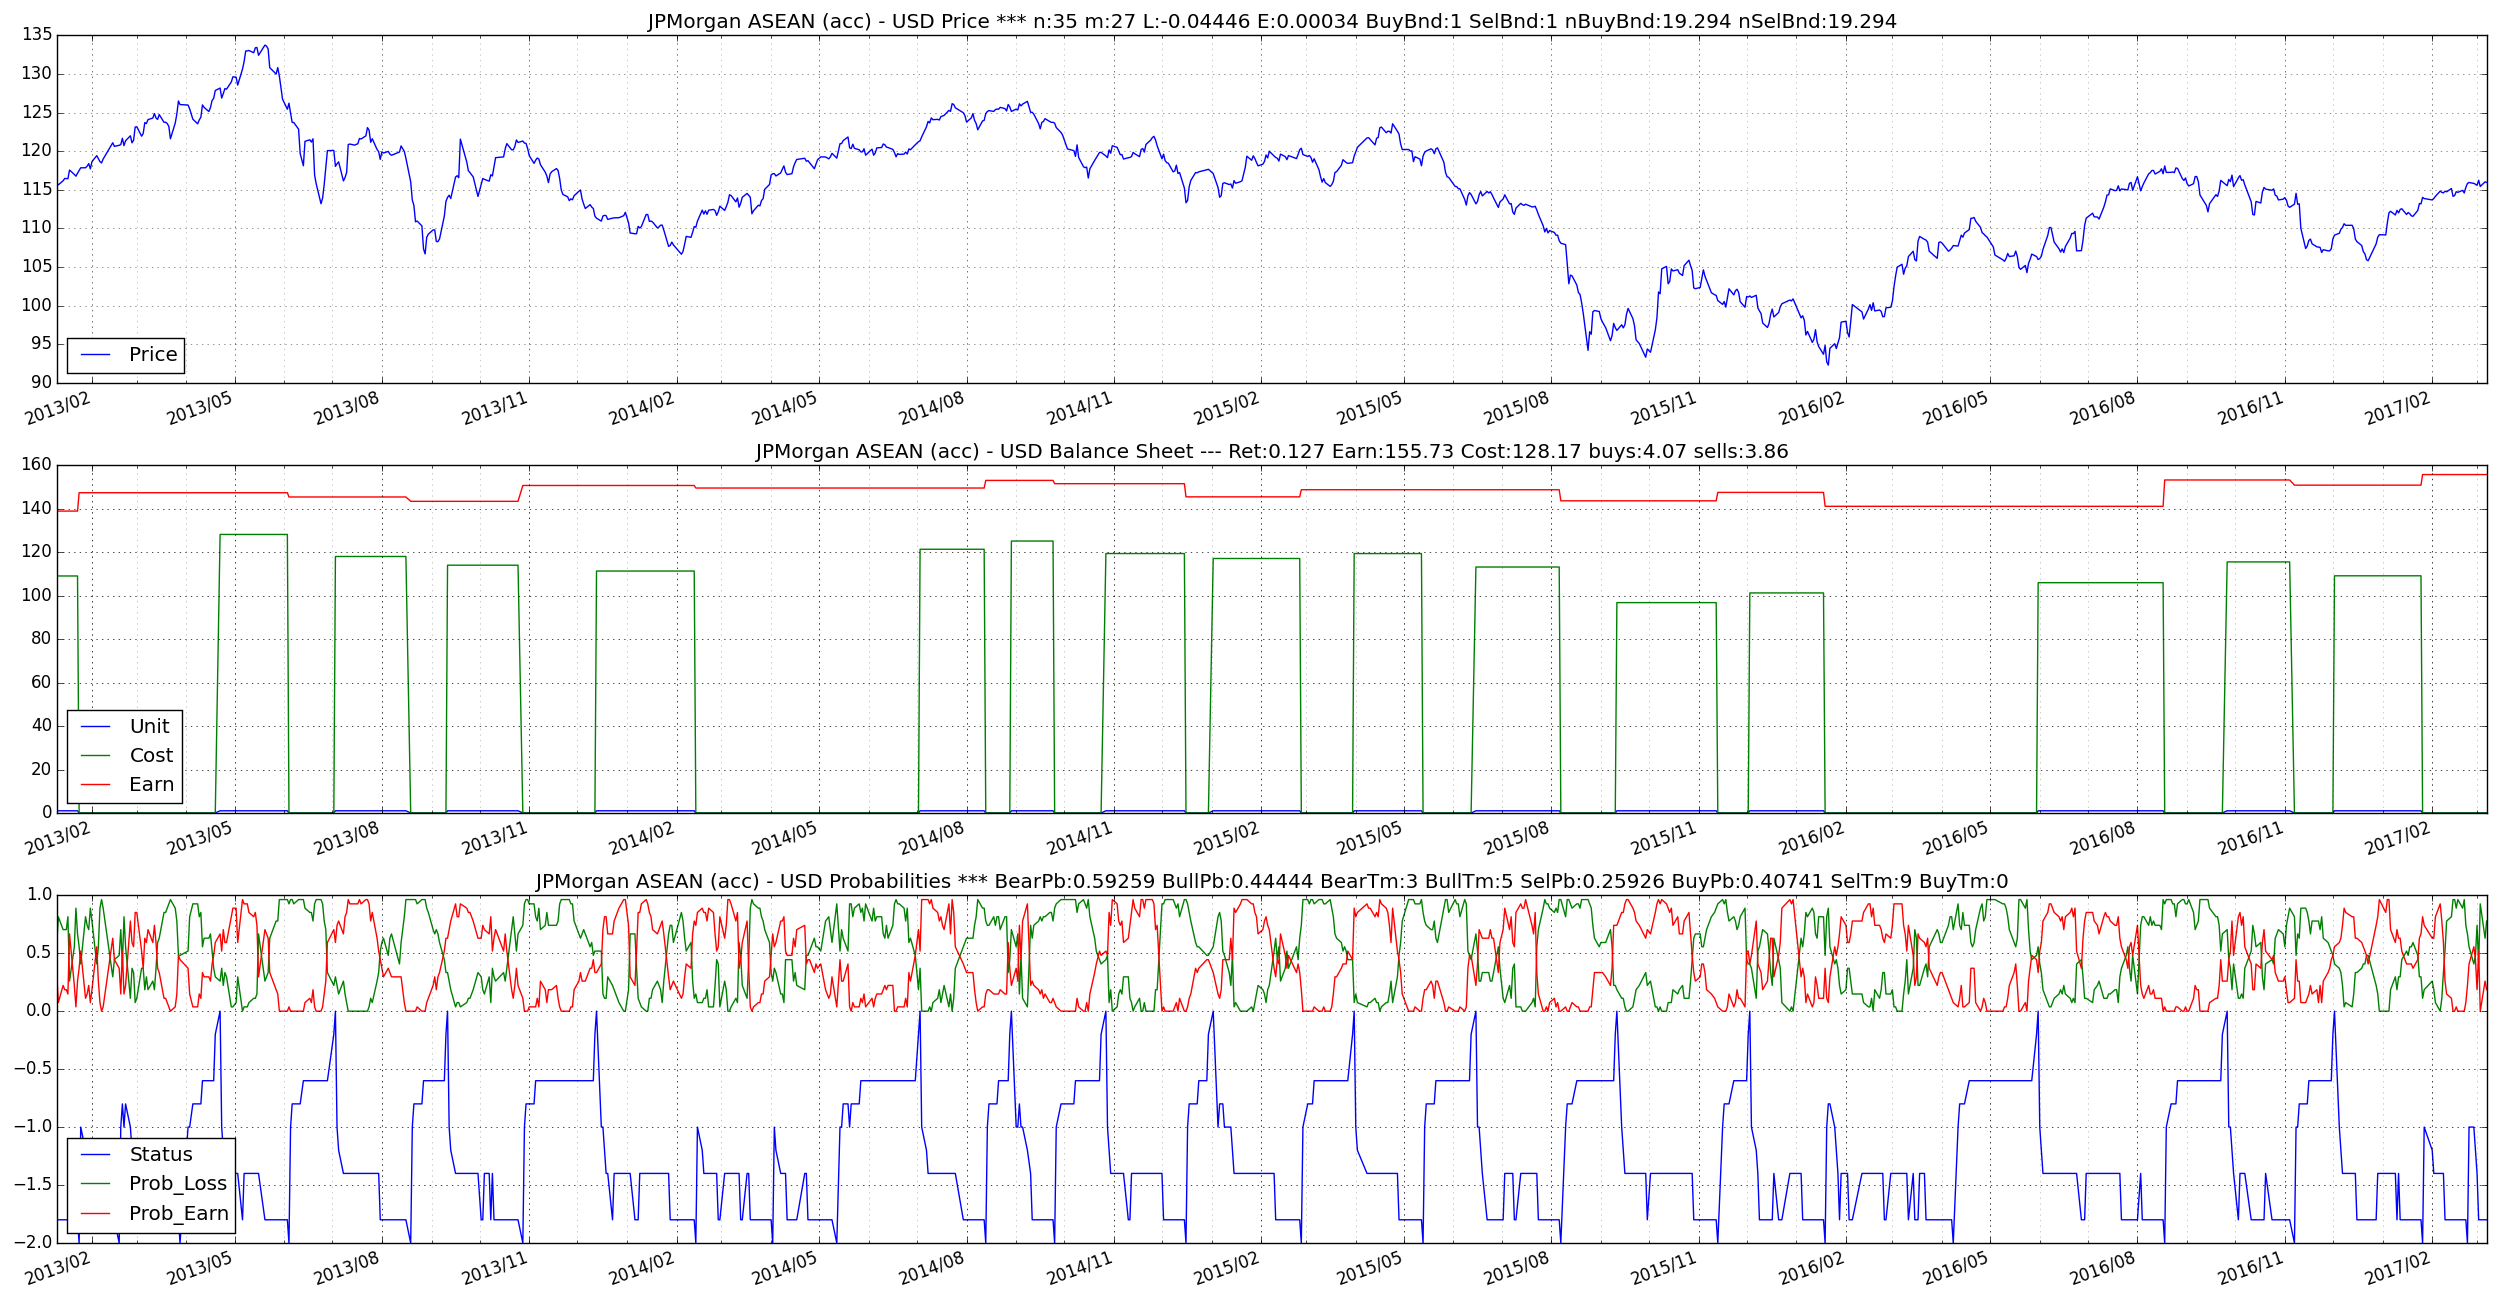 JPMorgan ASEAN (acc) - USD Price *** n:35 m:27 L:-0.04446 E:0.00034 BuyBnd:1 SelBnd:1 nBuyBnd:19.294 nSelBnd:19.294
135
130
125
120
115
110
105
100
95
90
Price
2013/02 2013/05 2013/08 2013/11 2014/02 2014/05 2014/08 2014/11 2015/02 2015/05 2015/08 2015/11 2016/02 2016/05 2016/08 2016/11 2017/02
JPMorgan ASEAN (acc) - USD Balance Sheet --- Ret:0.127 Earn:155.73 Cost:128.17 buys:4.07 sells:3.86
160
140
120
100
80
60
40
20
0
Unit
Cost
Earn
2013/02 2013/05 2013/08 2013/11 2014/02 2014/05 2014/08 2014/11 2015/02 2015/05 2015/08 2015/11 2016/02 2016/05 2016/08 2016/11 2017/02
JPMorgan ASEAN (acc) - USD Probabilities *** BearPb:0.59259 BullPb:0.44444 BearTm:3 BullTm:5 SelPb:0.25926 BuyPb:0.40741 SelTm:9 BuyTm:0
1.0
0.5
0.0
−0.5
−1.0
−1.5
−2.0
Status
Prob_Loss
Prob_Earn
2013/02 2013/05 2013/08 2013/11 2014/02 2014/05 2014/08 2014/11 2015/02 2015/05 2015/08 2015/11 2016/02 2016/05 2016/08 2016/11 2017/02